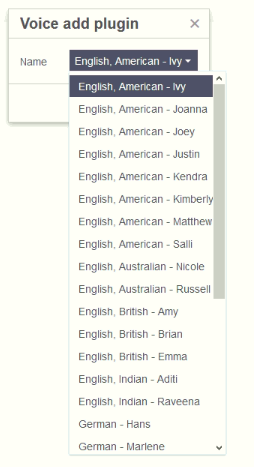 Voice add plugin ×
Name English, American - Ivy
English, American - Ivy
English, American - Joanna
English, American - Joey
English, American - Justin
English, American - Kendra
English, American - Kimberly
English, American - Matthew
English, American - Salli
English, Australian - Nicole
English, Australian - Russell
English, British - Amy
English, British - Brian
English, British - Emma
English, Indian - Aditi
English, Indian - Raveena
German - Hans
German - Marlene